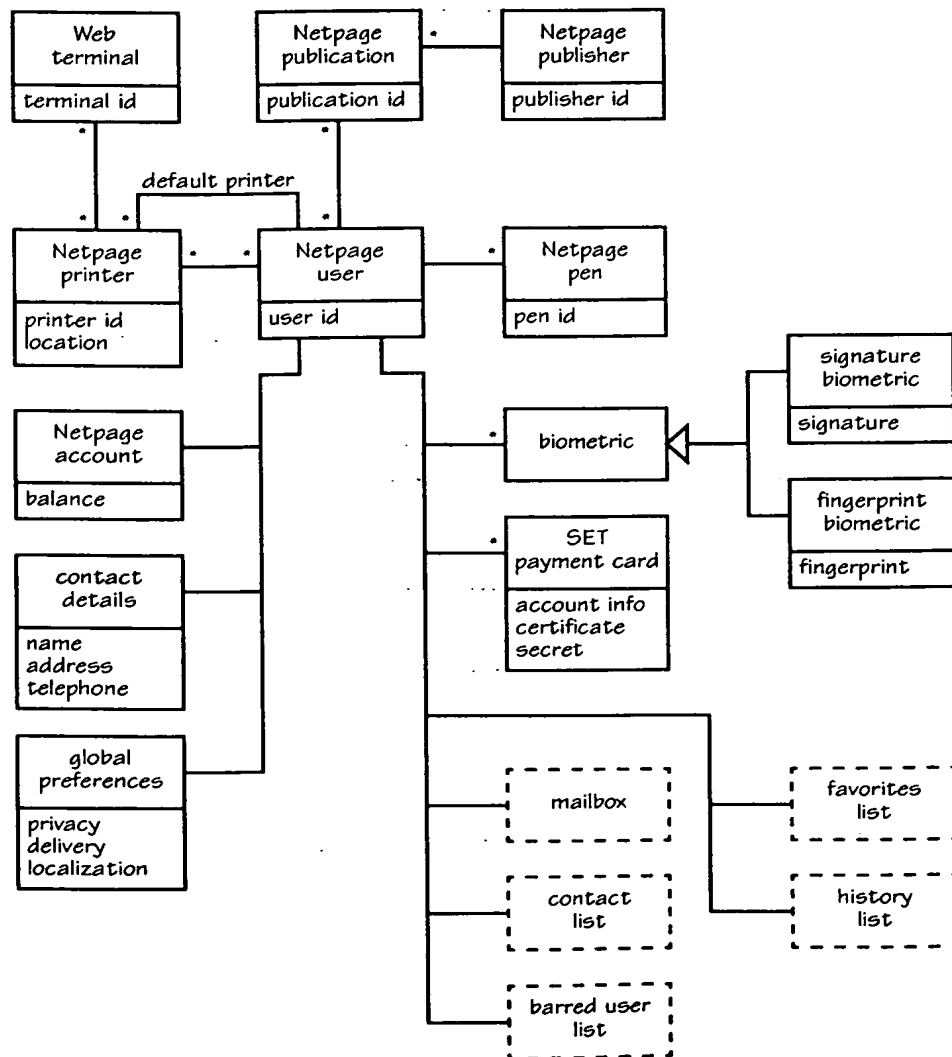 Web
terminal
terminal id
Netpage
publication
publication id
*
Netpage
publisher
publisher id
*
*
default printer
*
*
*
Netpage
printer
printer id
location
*
*
Netpage
user
user id
*
Netpage
pen
pen id
signature
biometric
signature
Netpage
account
balance
*
biometric
fingerprint
biometric
fingerprint
*
SET
payment card
account info
certificate
secret
contact
details
name
address
telephone
global
preferences
privacy
delivery
localization
mailbox
favorites
list
contact
list
history
list
barred user
list